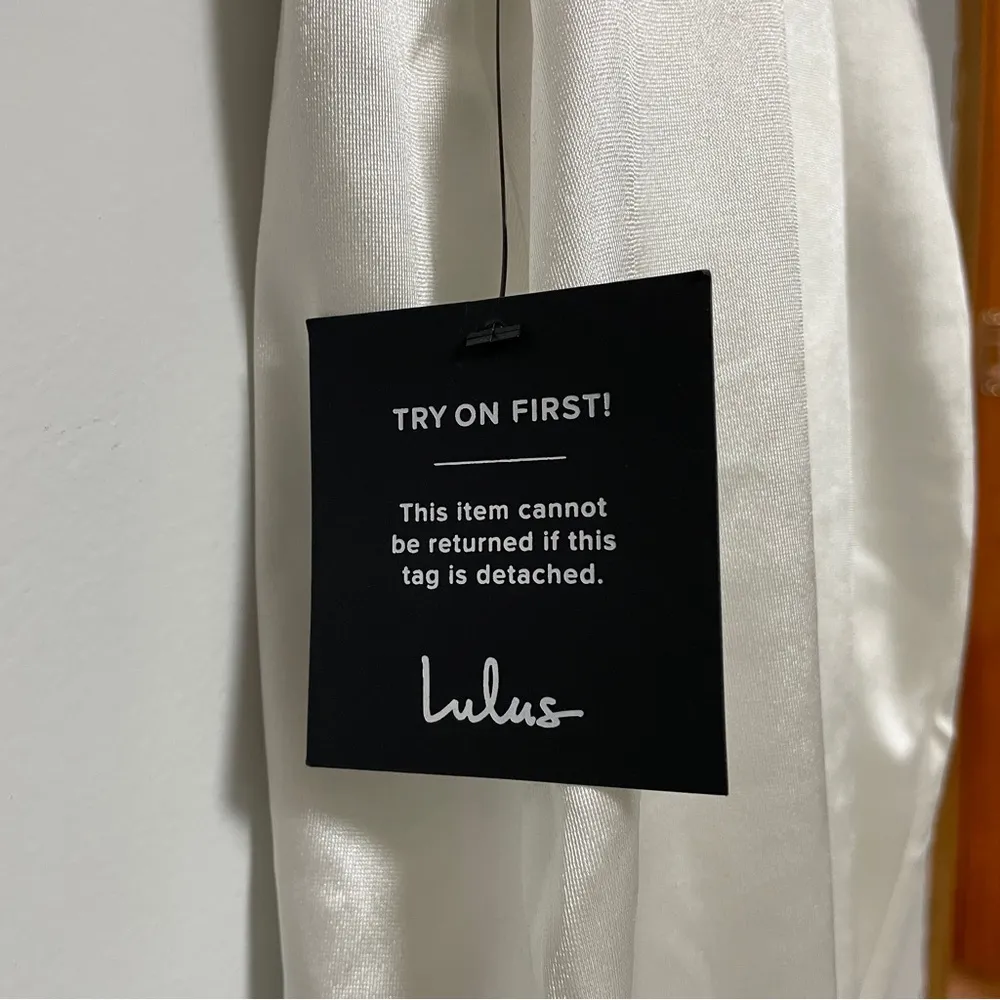 TRY ON FIRST!
This item cannot
be returned if this
tag is detached.
Lulus